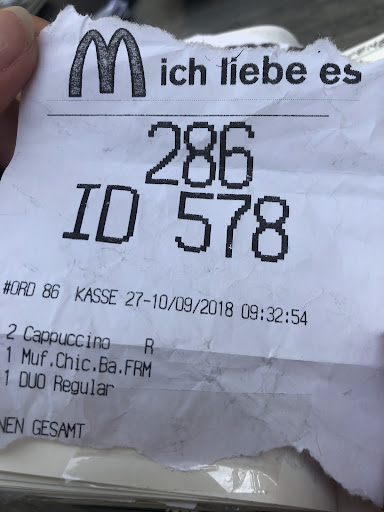 M ich liebe es
286
ID 578
#ORD 86 KASSE 27-10/09/2018 09:32:54
2 Cappuccino R
1 Muf.Chic.Ba.FRM
1 DUO Regular
NEN GESAMT